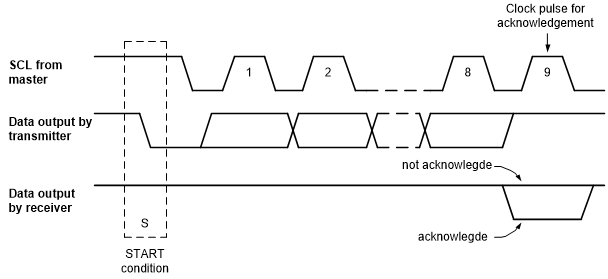 Clock pulse for
acknowledgement
SCL from
master
1
2
8
9
Data output by
transmitter
not acknowlegde
Data output
by receiver
S
acknowlegde
START
condition